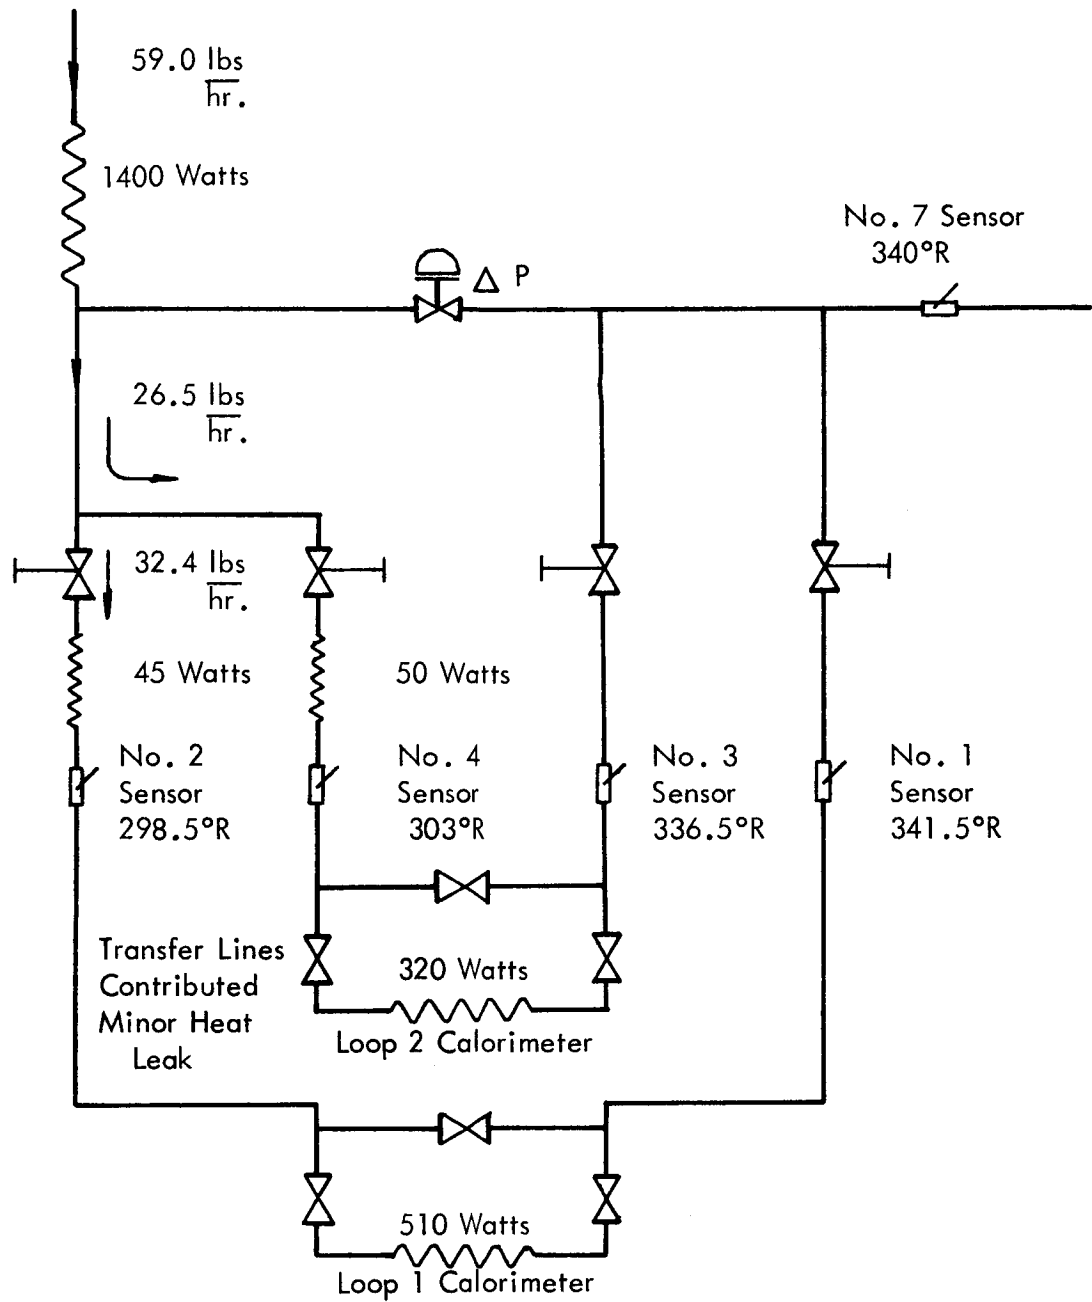 59.0 lbs
hr.
1400 Watts
No. 7 Sensor
340°R
△ P
26.5 lbs
hr.
32.4 lbs
hr.
45 Watts
50 Watts
No. 2
Sensor
298.5°R
No. 4
Sensor
303°R
No. 3
Sensor
336.5°R
No. 1
Sensor
341.5°R
Transfer Lines
Contributed
Minor Heat
Leak
320 Watts
Loop 2 Calorimeter
510 Watts
Loop 1 Calorimeter